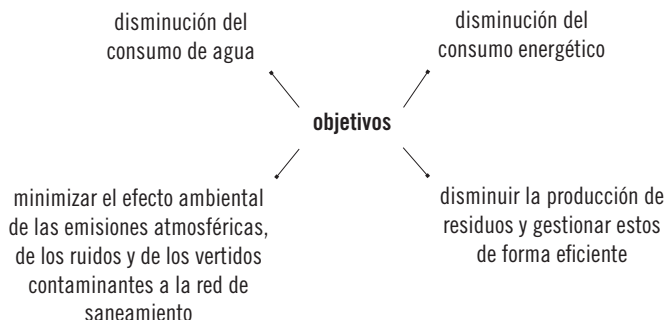 disminución del
consumo de agua
disminución del
consumo energético
objetivos
minimizar el efecto ambiental
de las emisiones atmosféricas,
de los ruidos y de los vertidos
contaminantes a la red de
saneamiento
disminuir la producción de
residuos y gestionar estos
de forma eficiente